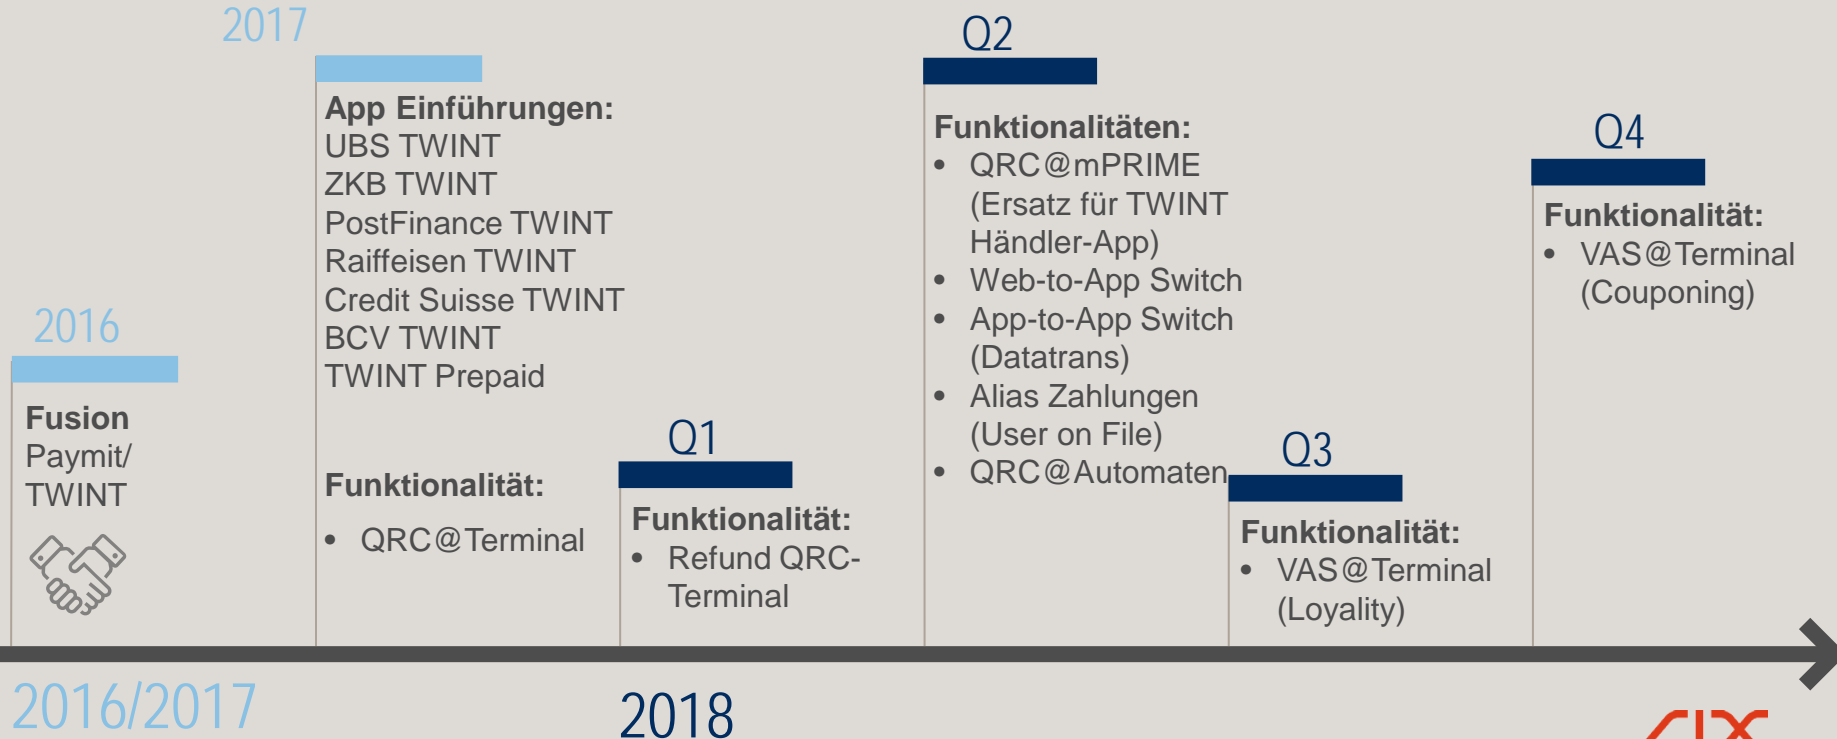 2016
Fusion
Paymit/
TWINT
2017
App Einführungen:
UBS TWINT
ZKB TWINT
PostFinance TWINT
Raiffeisen TWINT
Credit Suisse TWINT
BCV TWINT
TWINT Prepaid
Funktionalität:
• QRC@Terminal
Q1
Funktionalität:
• Refund QRC-
Terminal
Q2
Funktionalitäten:
• QRC@mPRIME
(Ersatz für TWINT
Händler-App)
• Web-to-App Switch
• App-to-App Switch
(Datatrans)
• Alias Zahlungen
(User on File)
• QRC@Automaten
Q3
Funktionalität:
• VAS@Terminal
(Loyality)
Q4
Funktionalität:
• VAS@Terminal
(Couponing)
2016/2017
2018